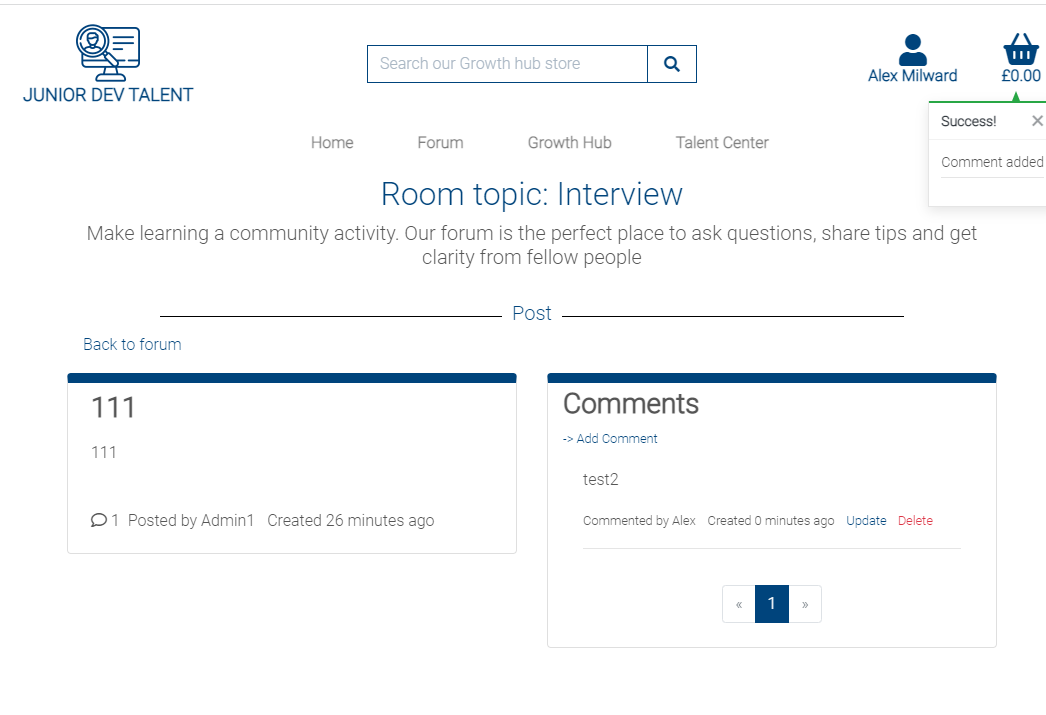 JUNIOR DEV TALENT
Search our Growth hub store
Alex Milward
£0.00
Success! ×
Comment added
Home Forum Growth Hub Talent Center
Room topic: Interview
Make learning a community activity. Our forum is the perfect place to ask questions, share tips and get
clarity from fellow people
Post
Back to forum
111
111
1 Posted by Admin1 Created 26 minutes ago
Comments
-> Add Comment
test2
Commented by Alex Created 0 minutes ago Update Delete
« 1 »